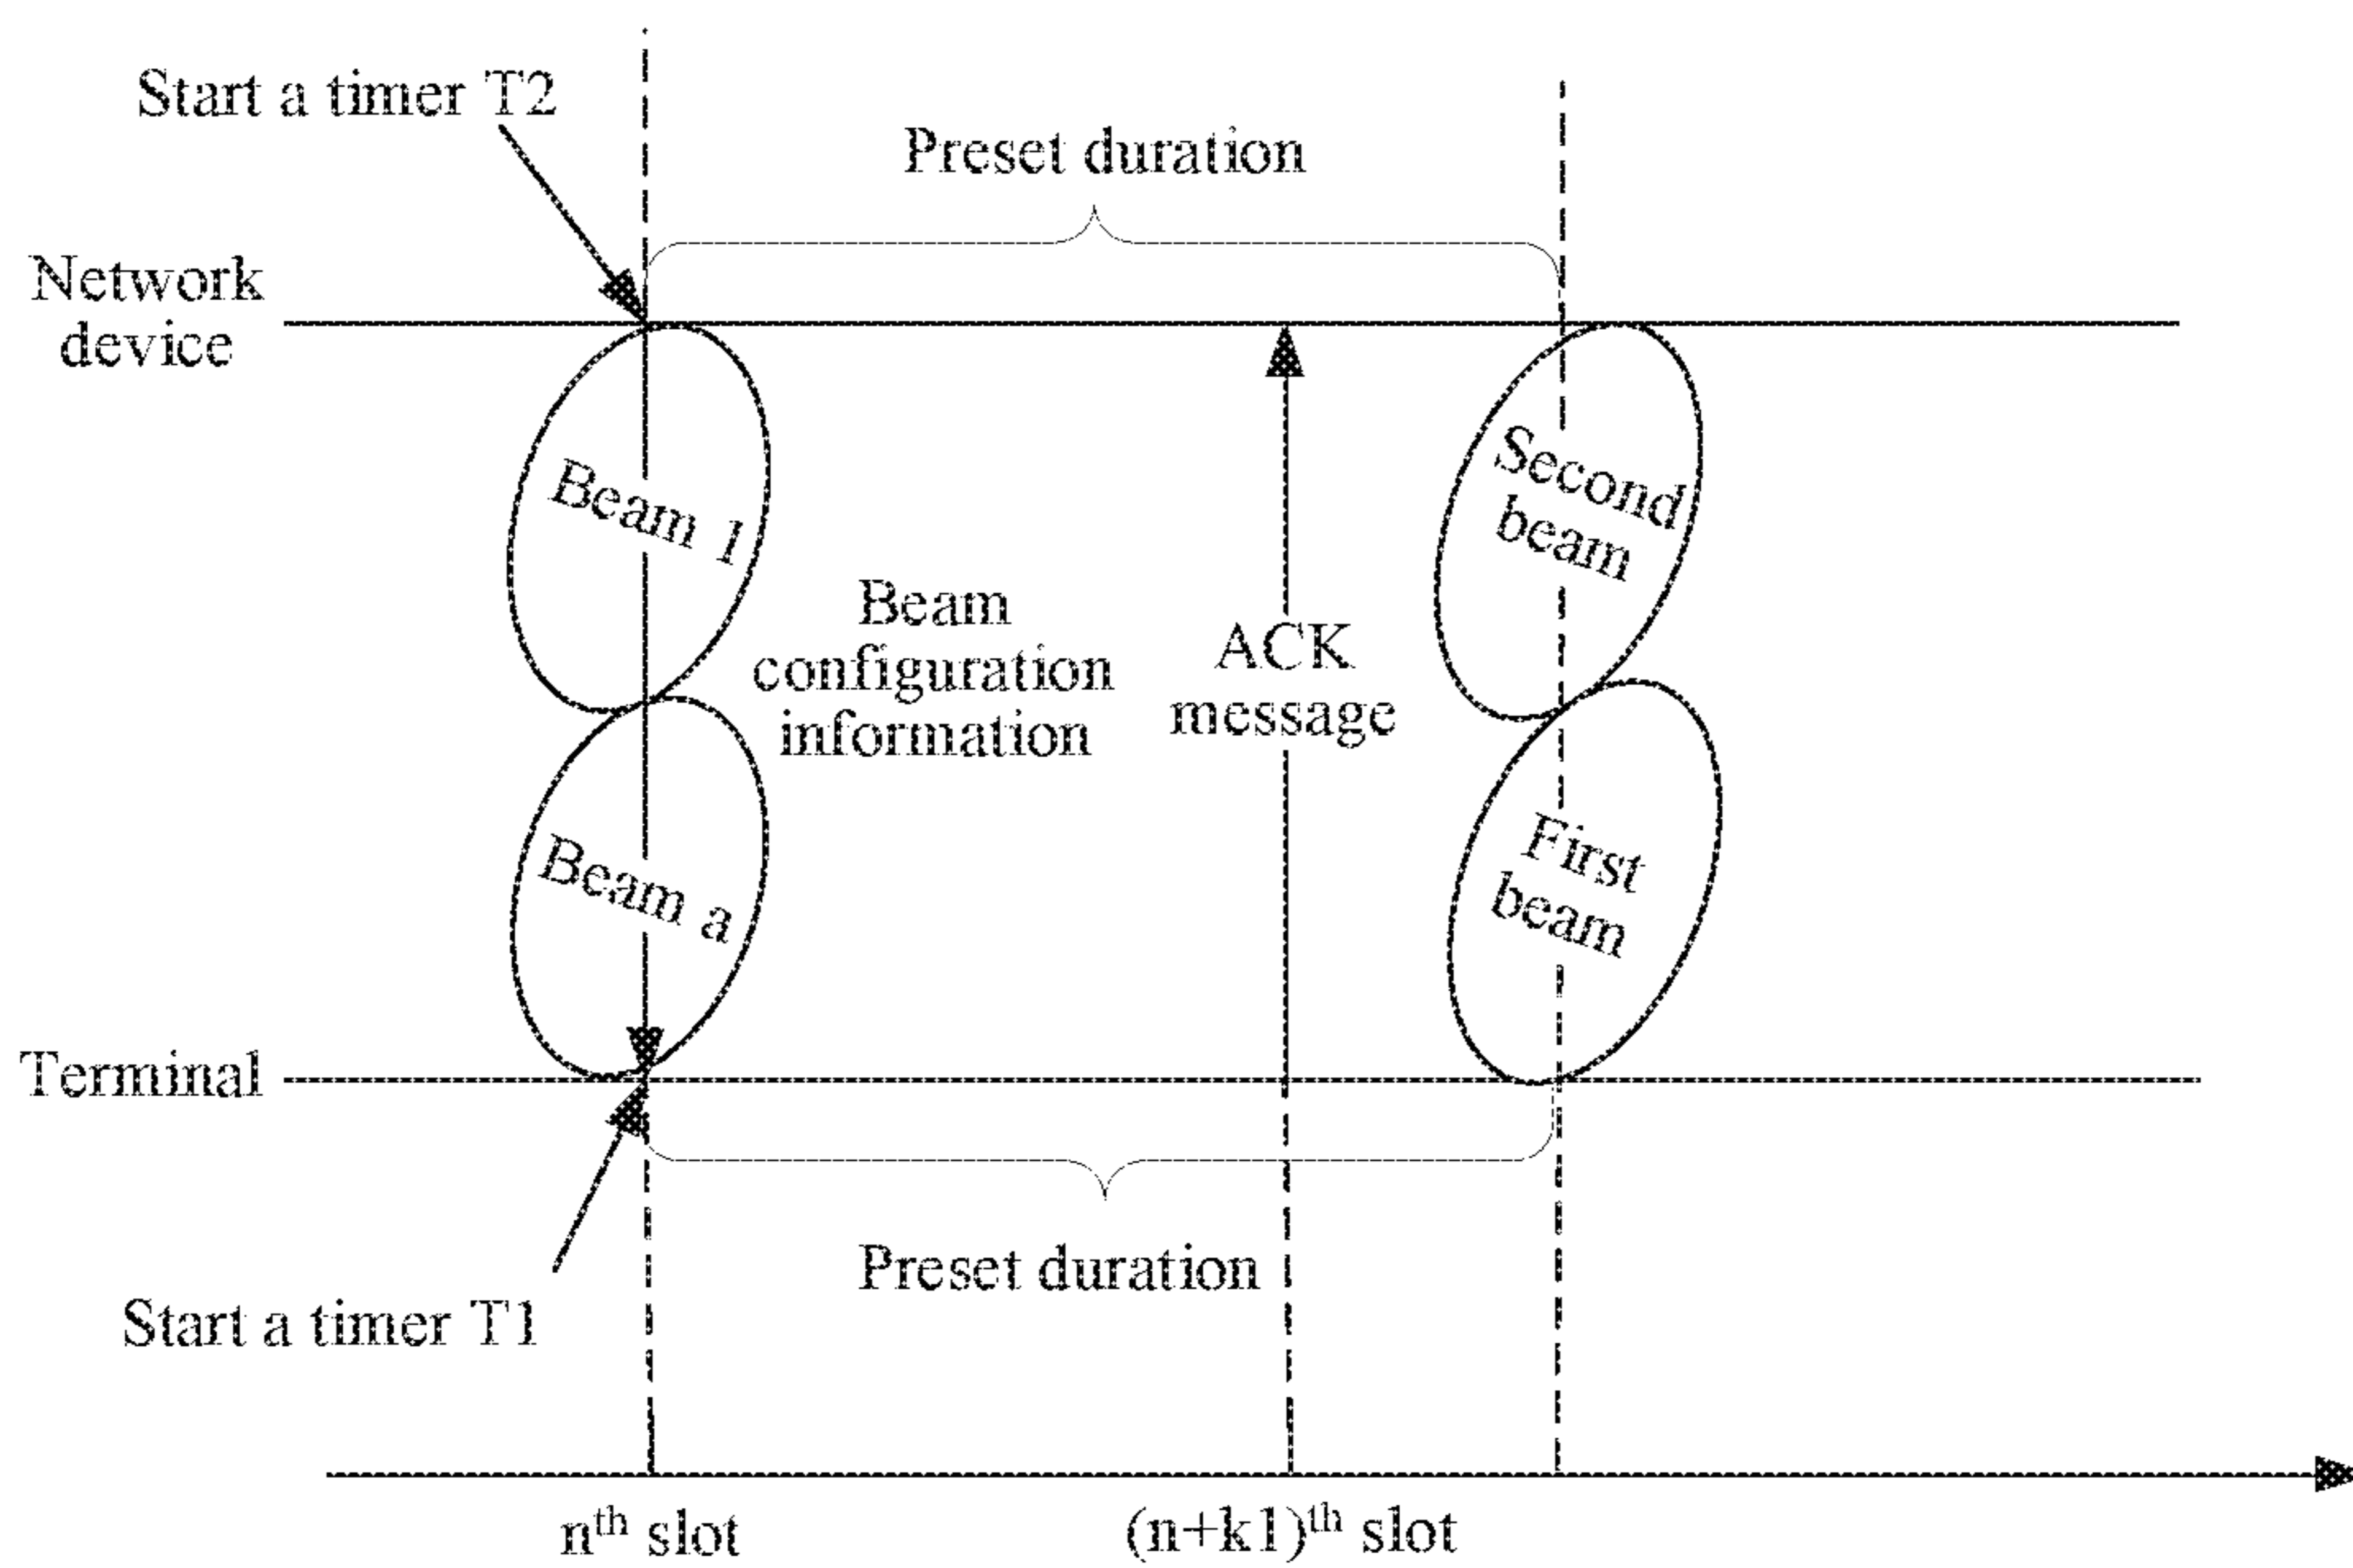 Start a timer T2
Preset duration
Network
device
Beam 1
Second
beam
Beam
configuration
information
ACK
message
Beam a
First
beam
Terminal
Preset duration
Start a timer T1
nth slot
(n+k1)th slot